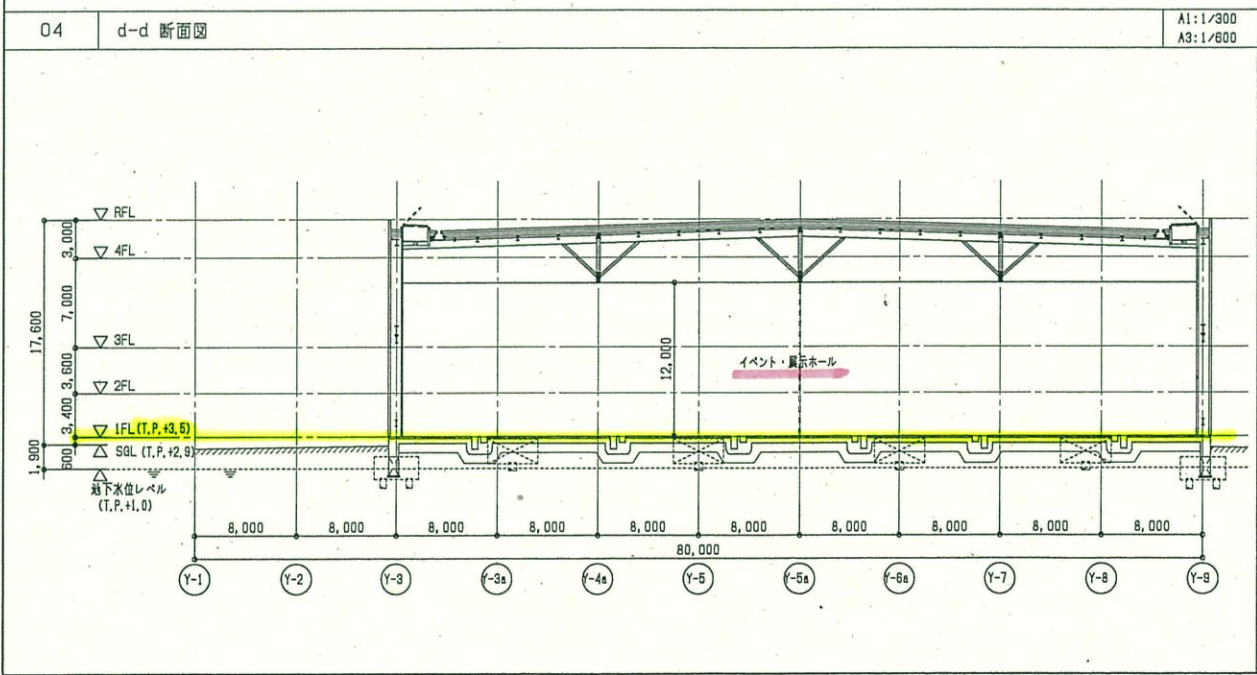 04 d-d 断面図 A1:1/300
A3:1/600
RFL
3,000
4FL
7,000
17,600
3FL
3,600
12,000
イベント・展示ホール
2FL
3,400
1FL(T.P.+3,5)
600
SGL (T.P.+2,9)
1,900
地下水位レベル
(T.P.+1.0)
8,000 8,000 8,000 8,000 8,000 8,000 8,000 8,000 8,000 8,000
80,000
Y-1 Y-2 Y-3 Y-3a Y-4a Y-5 Y-5a Y-6a Y-7 Y-8 Y-9